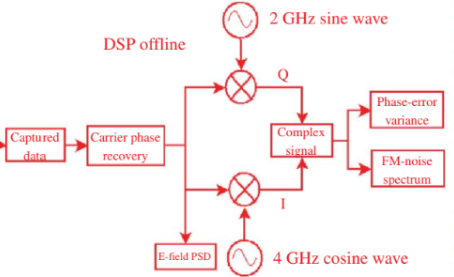 2 GHz sine wave
DSP offline
Q
Phase-error
variance
Captured
data
Carrier phase
recovery
Complex
signal
FM-noise
spectrum
I
E-field PSD
4 GHz cosine wave